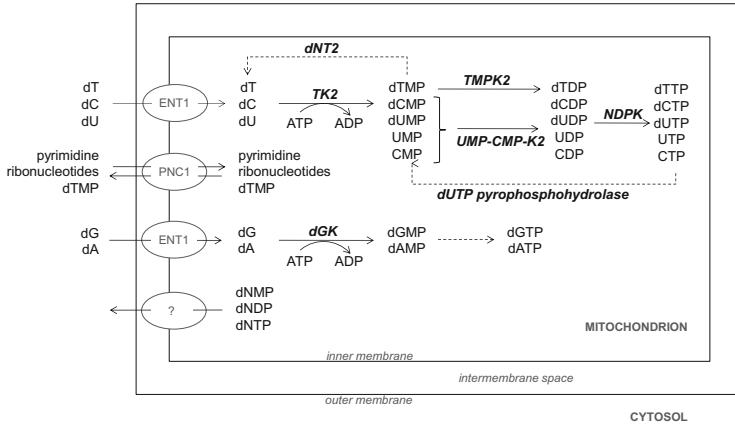 dNT2
dT
dC
dU
ENT1
dT
dC
dU
TK2
ATP
ADP
dTMP
dCMP
dUMP
UMP
CMP
TMPK2
UMP-CMP-K2
dTDP
dCDP
dUDP
UDP
CDP
NDPK
dTTP
dCTP
dUTP
UTP
CTP
dUTP pyrophosphohydrolase
pyrimidine
ribonucleotides
dTMP
PNC1
pyrimidine
ribonucleotides
dTMP
dG
dA
ENT1
dG
dA
dGK
ATP
ADP
dGMP
dAMP
dGTP
dATP
?
dNMP
dNDP
dNTP
MITOCHONDRION
inner membrane
intermembrane space
outer membrane
CYTOSOL